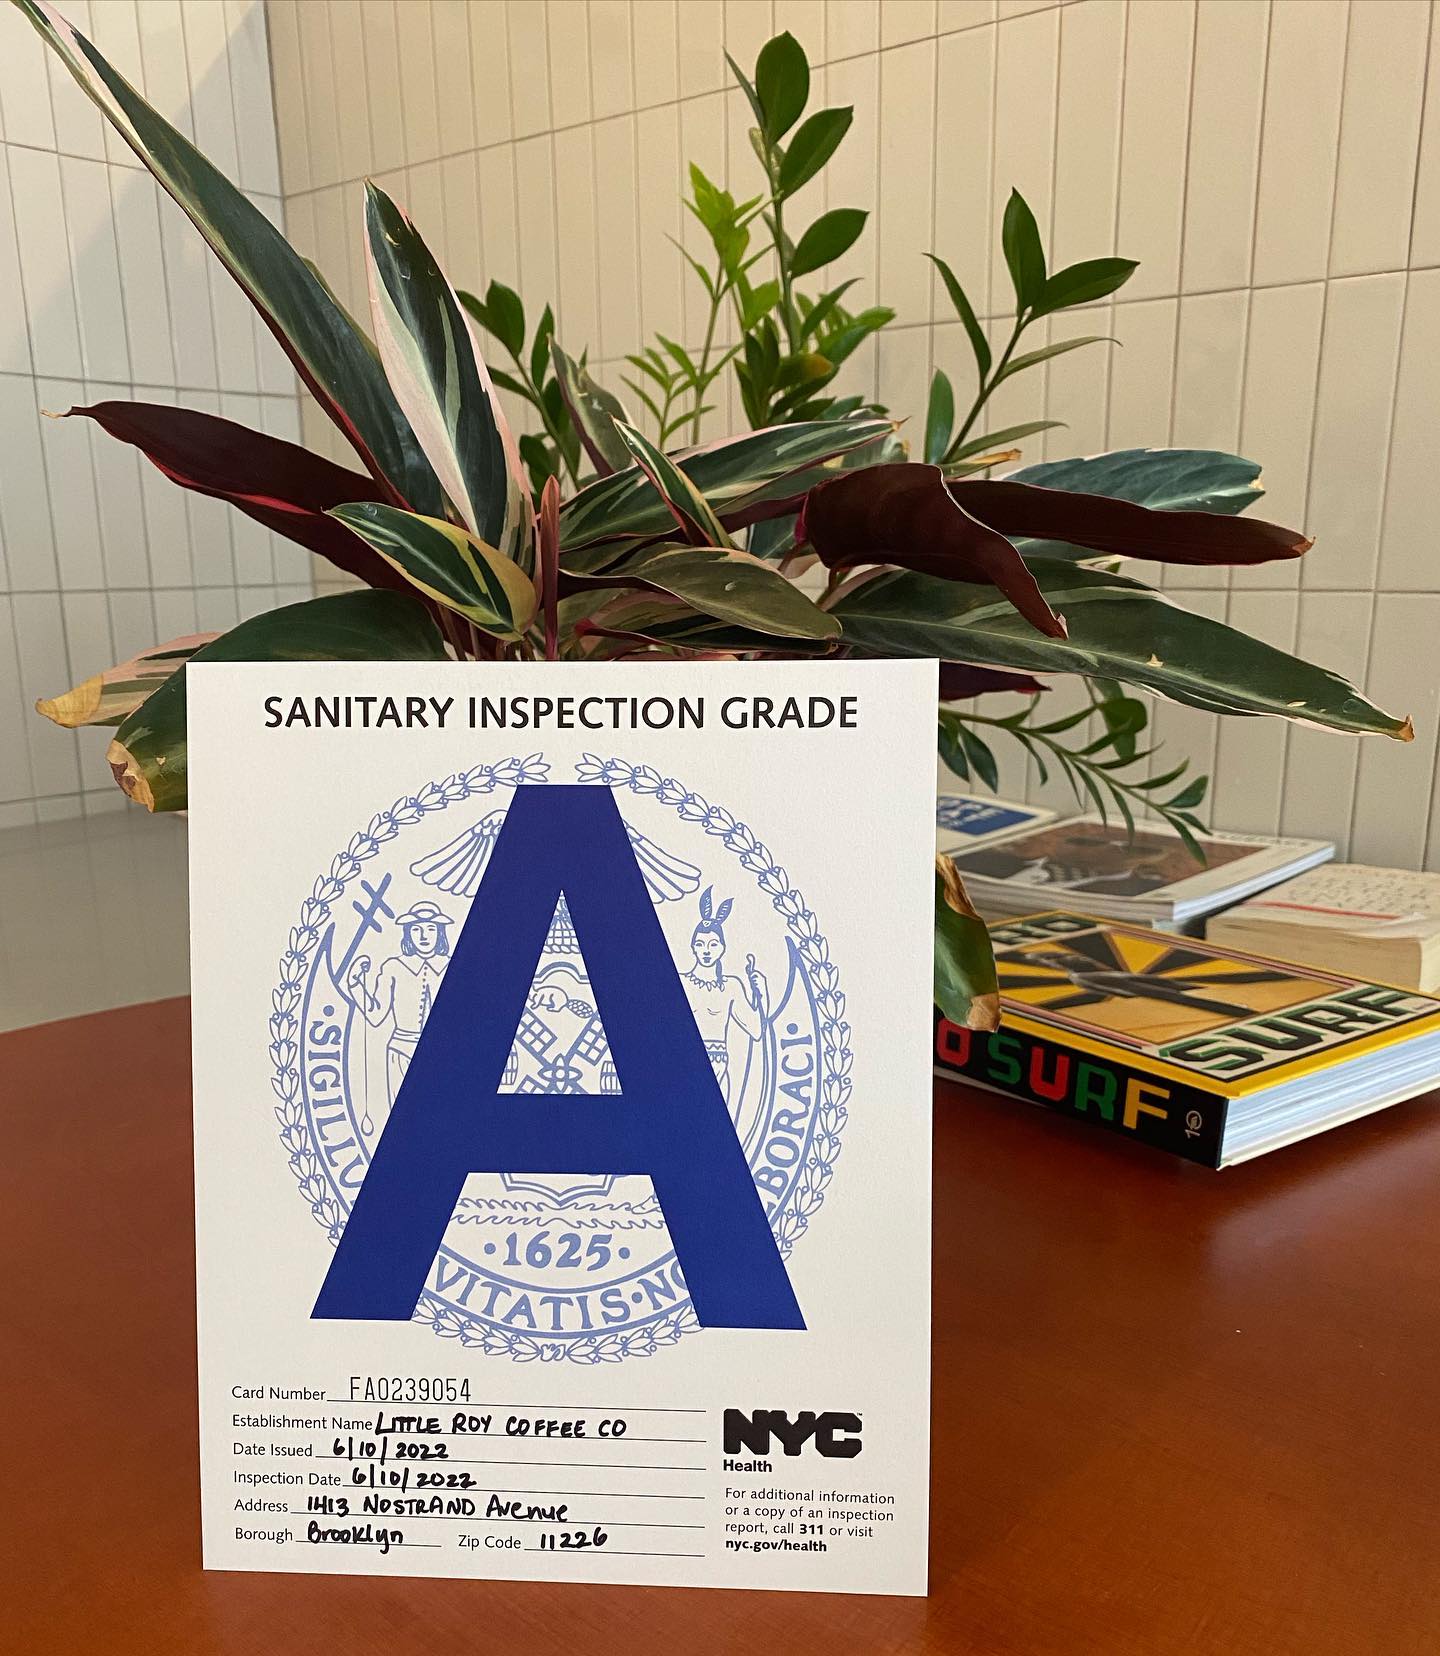 SANITARY INSPECTION GRADE
A
·SIGILLU
BORACI·
·1625·
VITATIS·NO
Card Number FA0239054
Establishment Name LITTLE ROY COFFEE CO
Date Issued 6|10|2022
Inspection Date 6|10|2022
Address 1413 NOSTRAND Avenue
Borough Brooklyn Zip Code 11226
NYC
Health
For additional information
or a copy of an inspection
report, call 311 or visit
nyc.gov/health
SURF
O SURF